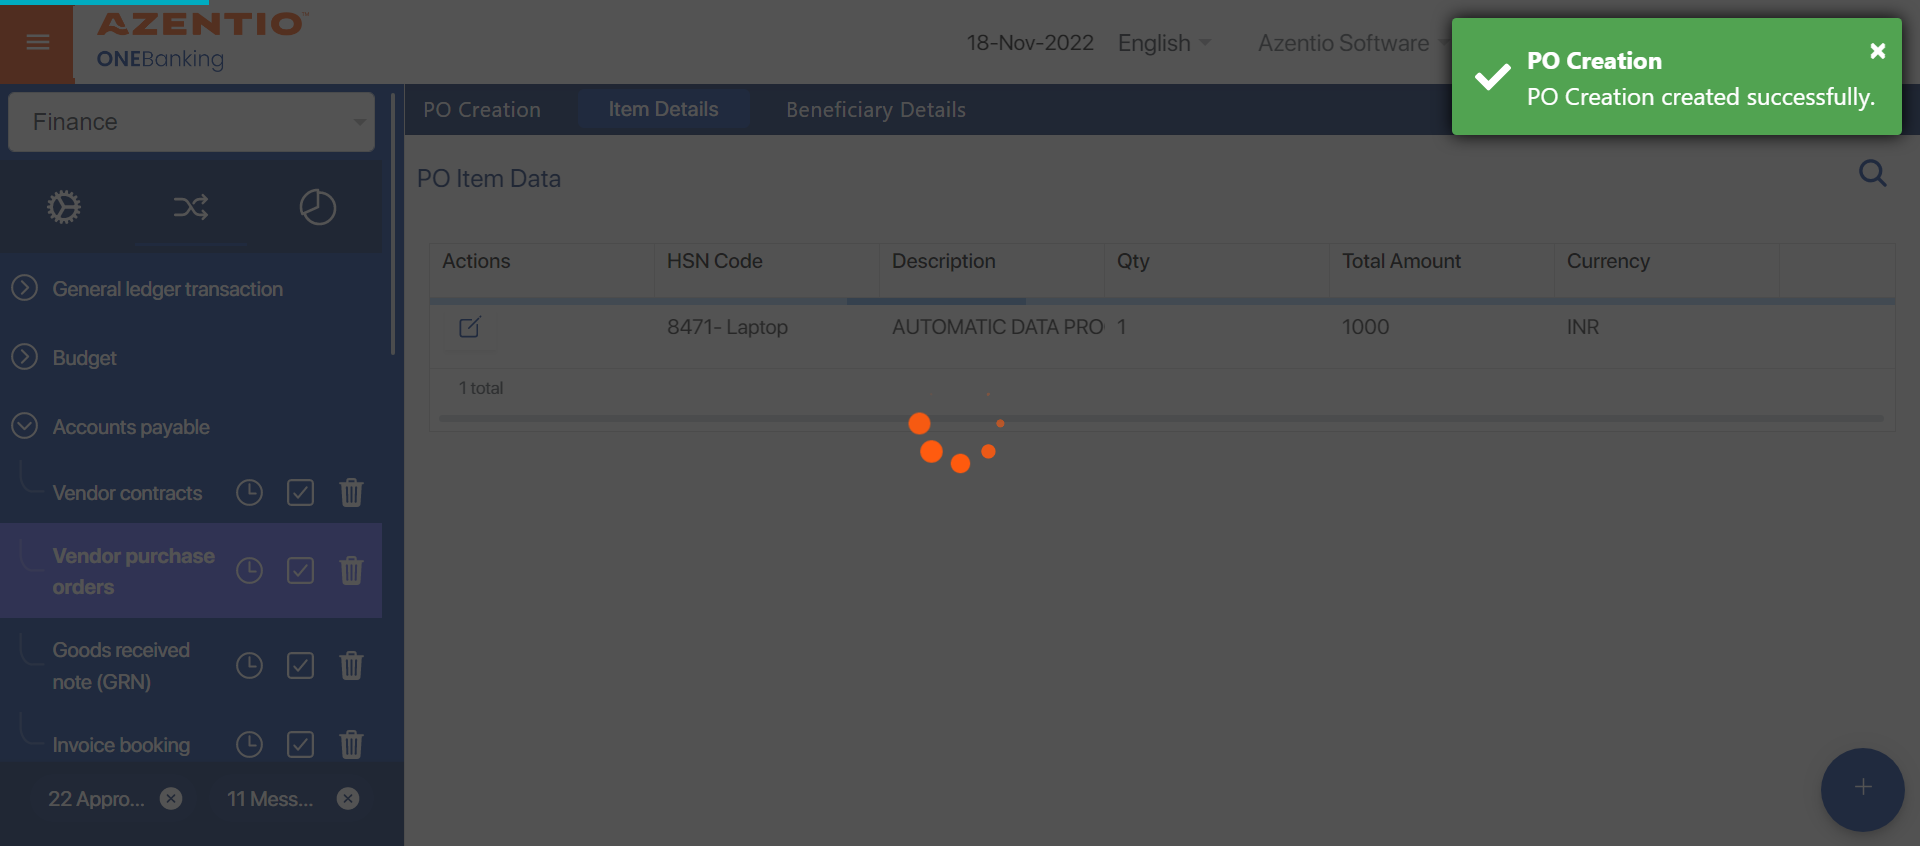 AZENTIO™
ONEBanking
18-Nov-2022
English
Azentio Software
PO Creation
PO Creation created successfully.
Finance
PO Creation
Item Details
Beneficiary Details
PO Item Data
General ledger transaction
Budget
Accounts payable
Vendor contracts
Vendor purchase
orders
Goods received
note (GRN)
Invoice booking
22 Appro...
11 Mess...
Actions HSN Code Description Qty Total Amount Currency
8471- Laptop AUTOMATIC DATA PRO 1 1000 INR
1 total